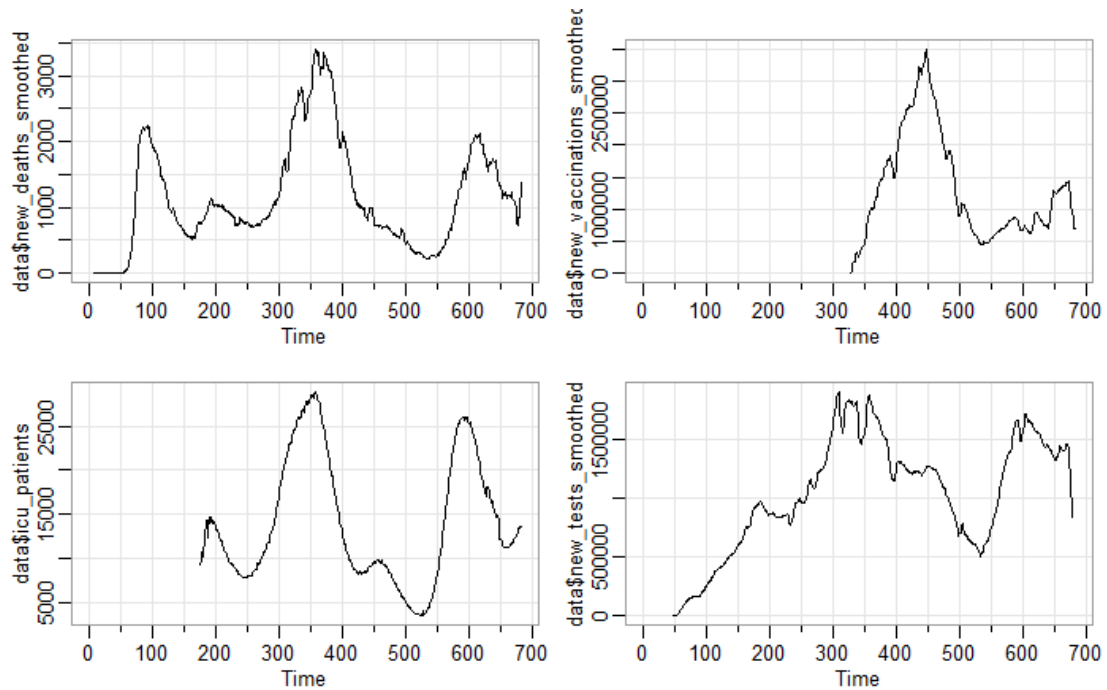 data$new_deaths_smoothed
3000
2000
1000
0
0 100 200 300 400 500 600 700
Time
data$new_vaccinations_smoothed
2500000
1000000
0
0 100 200 300 400 500 600 700
Time
data$icu_patients
25000
15000
5000
0 100 200 300 400 500 600 700
Time
data$new_tests_smoothed
1500000
500000
0
0 100 200 300 400 500 600 700
Time